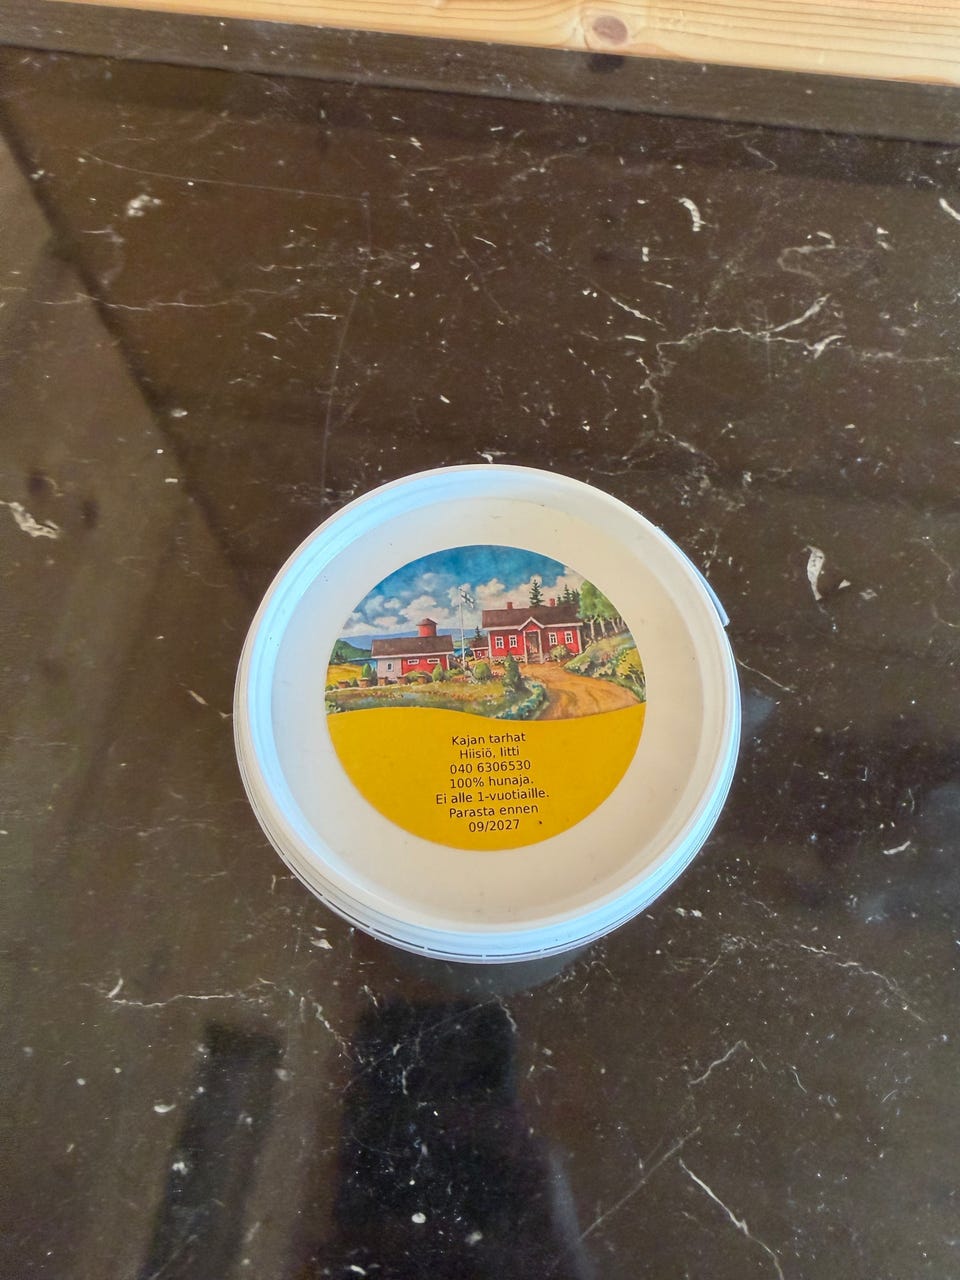 Kajan tarhat
Hiisiö, Iitti
040 6306530
100% hunaja.
Ei alle 1-vuotiaille.
Parasta ennen
09/2027